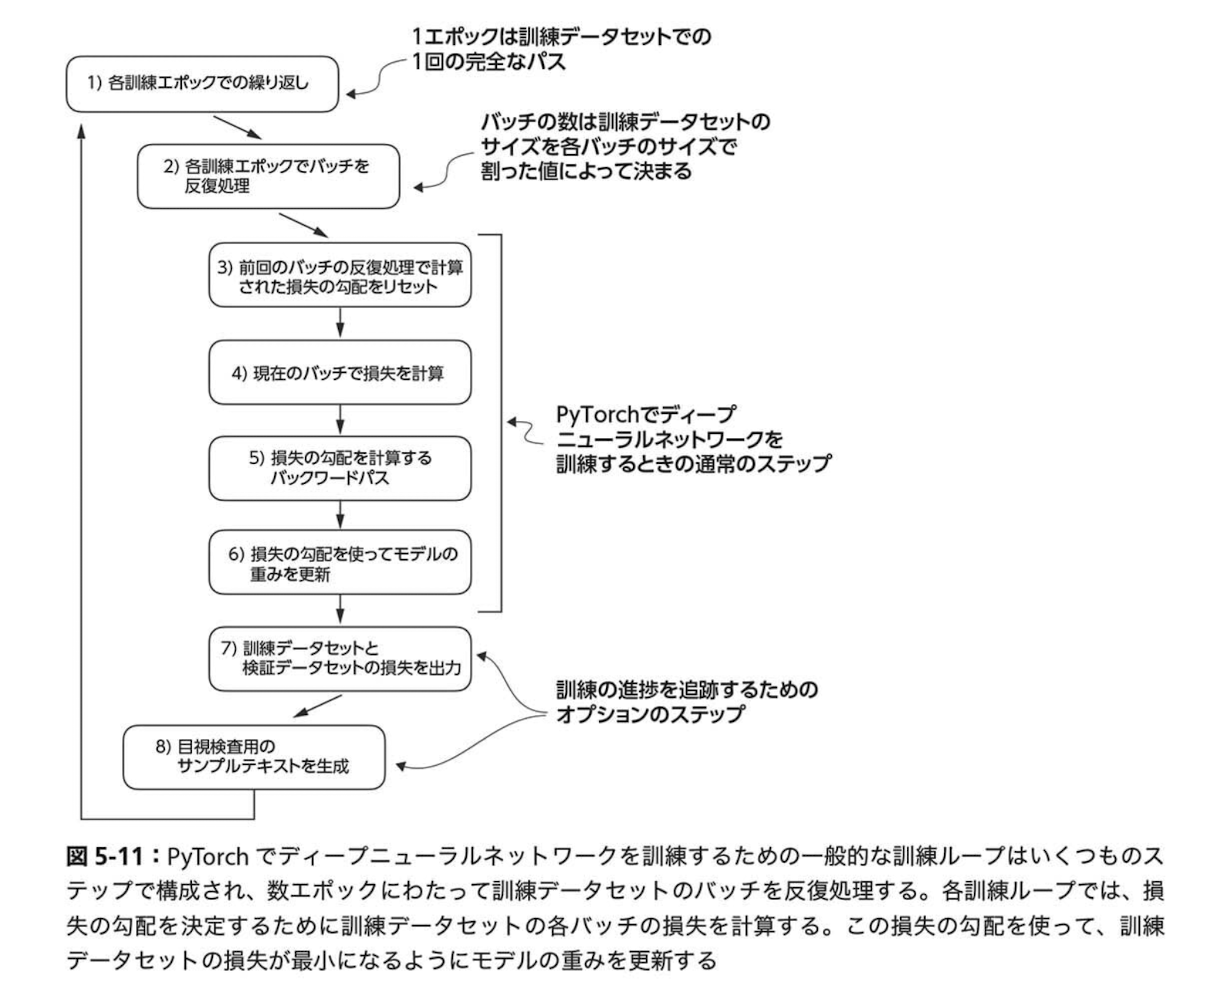 1エポックは訓練データセットでの
1回の完全なパス
1) 各訓練エポックでの繰り返し
バッチの数は訓練データセットの
サイズを各バッチのサイズで
割った値によって決まる
2) 各訓練エポックでバッチを
反復処理
3) 前回のバッチの反復処理で計算
された損失の勾配をリセット
4) 現在のバッチで損失を計算
PyTorchでディープ
ニューラルネットワークを
訓練するときの通常のステップ
5) 損失の勾配を計算する
バックワードパス
6) 損失の勾配を使ってモデルの
重みを更新
7) 訓練データセットと
検証データセットの損失を出力
訓練の進捗を追跡するための
オプションのステップ
8) 目視検査用の
サンプルテキストを生成
図 5-11：PyTorch でディープニューラルネットワークを訓練するための一般的な訓練ループはいくつものス
テップで構成され、数エポックにわたって訓練データセットのバッチを反復処理する。各訓練ループでは、損
失の勾配を決定するために訓練データセットの各バッチの損失を計算する。この損失の勾配を使って、訓練
データセットの損失が最小になるようにモデルの重みを更新する